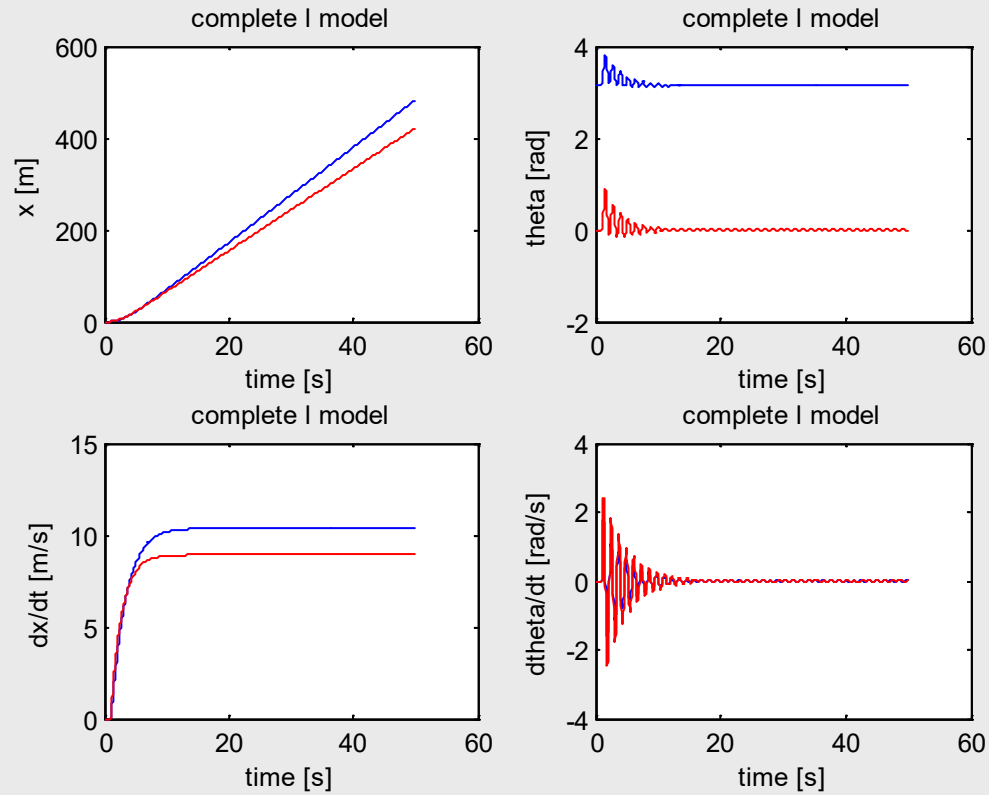 complete I model
600
400
200
0
x [m]
0 20 40 60
time [s]
complete I model
4
2
0
-2
theta [rad]
0 20 40 60
time [s]
complete I model
15
10
5
0
dx/dt [m/s]
0 20 40 60
time [s]
complete I model
4
2
0
-2
-4
dtheta/dt [rad/s]
0 20 40 60
time [s]